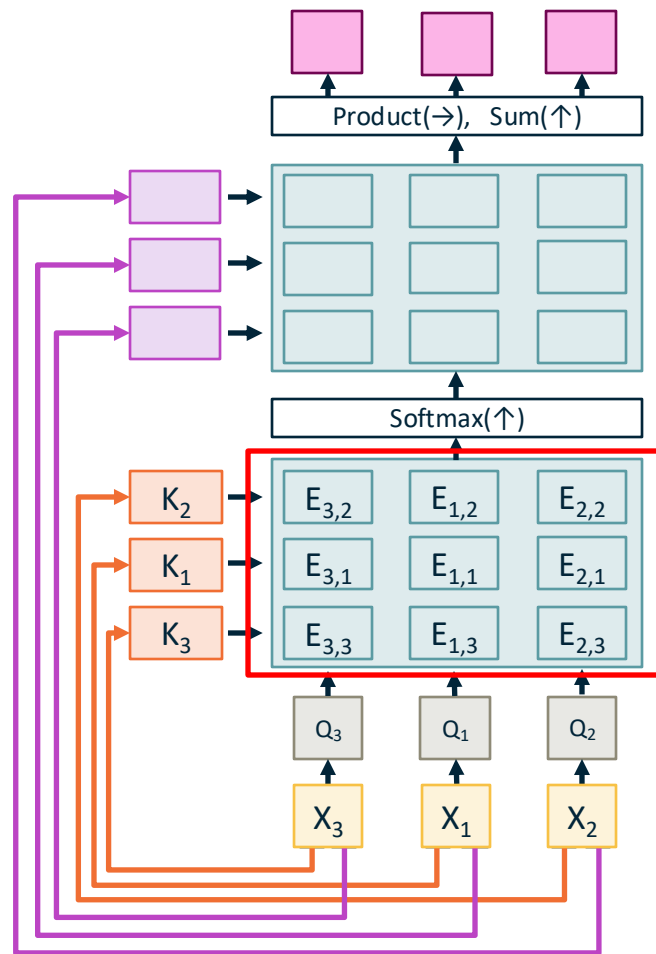 Product(→), Sum(↑)
Softmax(↑)
K₂ E₃,₂ E₁,₂ E₂,₂
K₁ E₃,₁ E₁,₁ E₂,₁
K₃ E₃,₃ E₁,₃ E₂,₃
Q₃ Q₁ Q₂
X₃ X₁ X₂